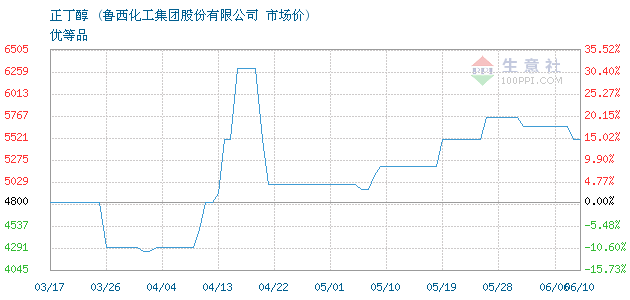 正丁醇 (鲁西化工集团股份有限公司 市场价)
优等品
6505 35.52%
6259 30.40%
6013 25.27%
5767 20.15%
5521 15.02%
5275 9.90%
5029 4.77%
4800 0.00%
4537 -5.48%
4291 -10.60%
4045 -15.73%
生意社
100PPI.COM
03/17 03/26 04/04 04/13 04/22 05/01 05/10 05/19 05/28 06/06 06/10